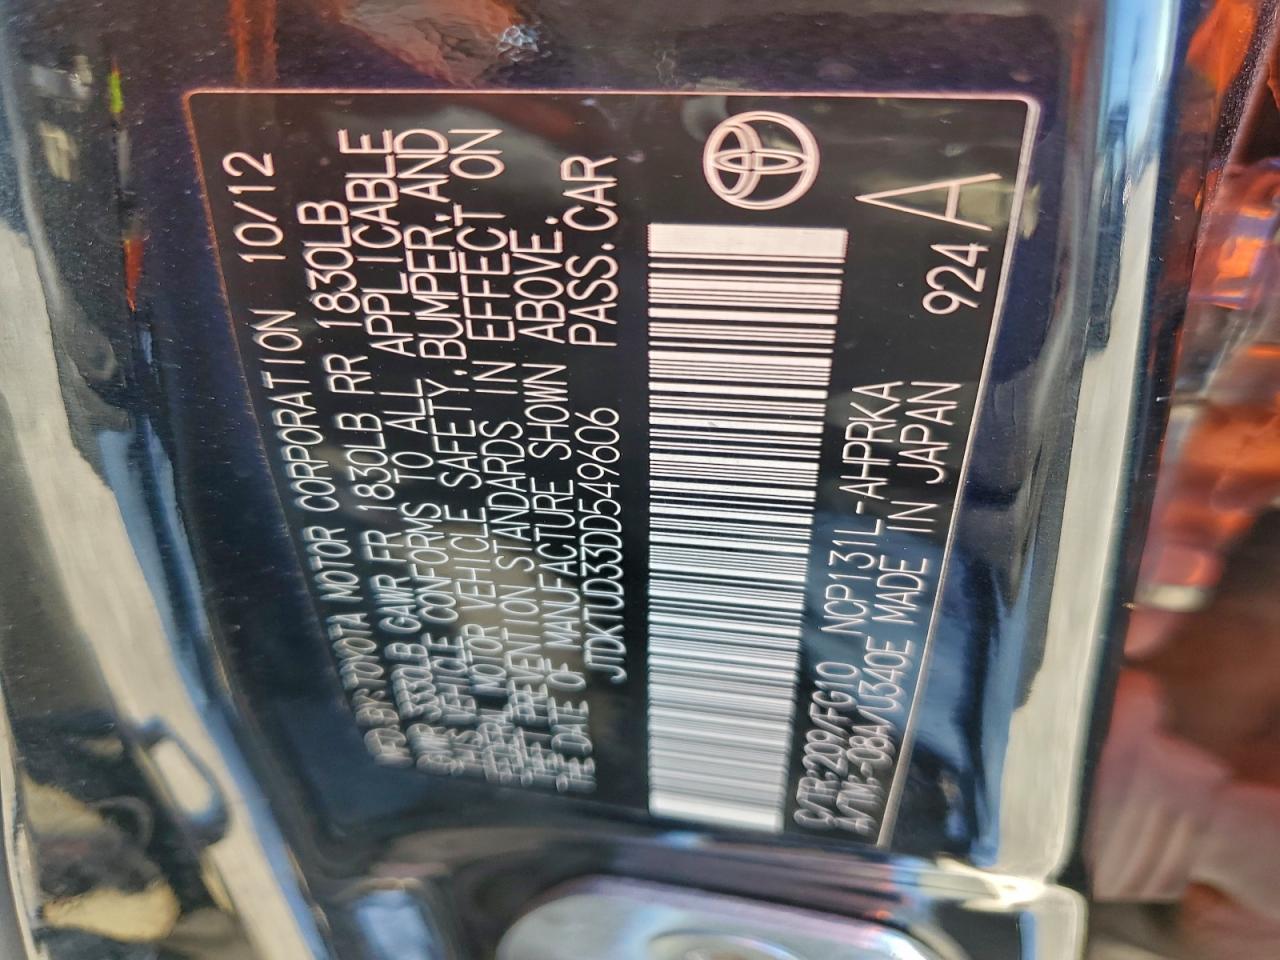 MFD BY: TOYOTA MOTOR CORPORATION 10/12
GVWR 3330LB GAWR FR 1830LB RR 1830LB
THIS VEHICLE CONFORMS TO ALL APPLICABLE
FEDERAL MOTOR VEHICLE SAFETY, BUMPER, AND
THEFT PREVENTION STANDARDS IN EFFECT ON
THE DATE OF MANUFACTURE SHOWN ABOVE.
JTDKTUD33DD549606 PASS. CAR
C/TR:209/FG10 NCP131L-AHPRKA 924
A/TM:-08A/U340E MADE IN JAPAN A